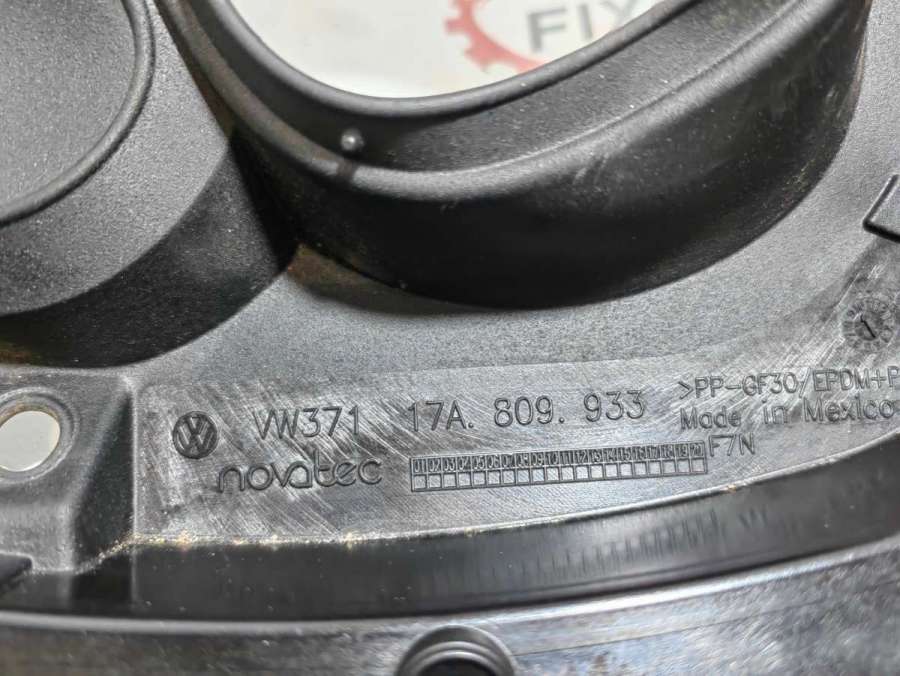 FIX
VW371 17A. 809. 933
>PP-GF30/EPDM+P
Made in Mexico
novatec
01 02 03 04 05 06 07 08 09 10 11 12 13 14 15 16 17 18 19 20
F7N